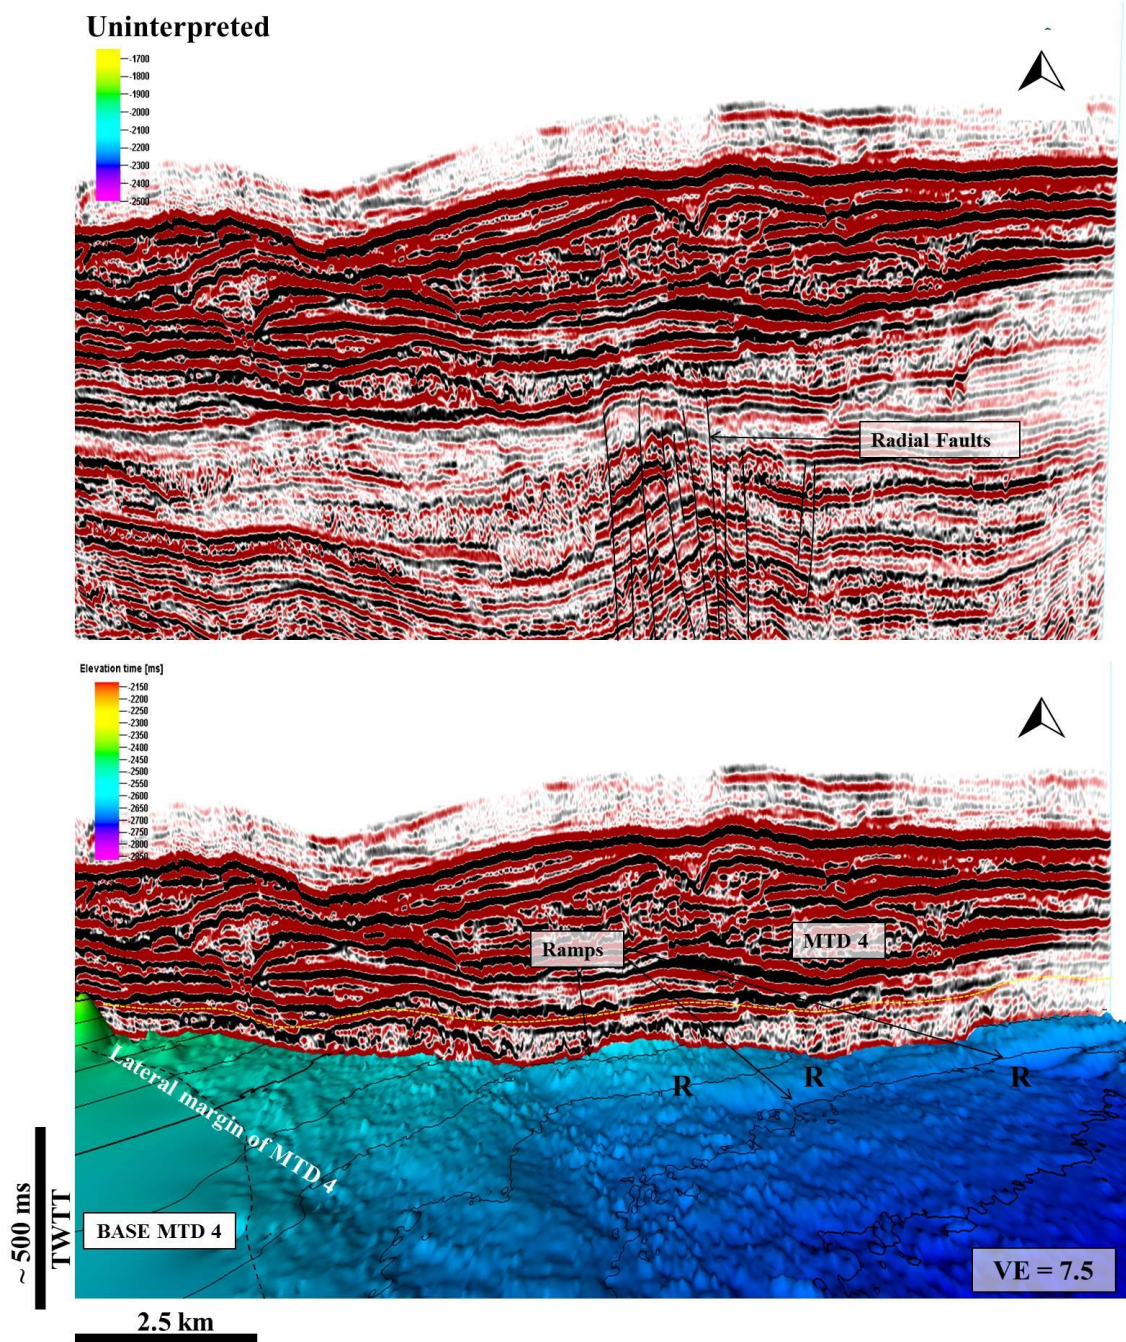 Uninterpreted
-1700
-1800
-1900
-2000
-2100
-2200
-2300
-2400
-2500
Radial Faults
Elevation time [ms]
-2150
-2200
-2250
-2300
-2350
-2400
-2450
-2500
-2550
-2600
-2650
-2700
-2750
-2800
-2850
Ramps
MTD 4
R
R
R
Lateral margin of MTD 4
BASE MTD 4
~ 500 ms
TWTT
VE = 7.5
2.5 km